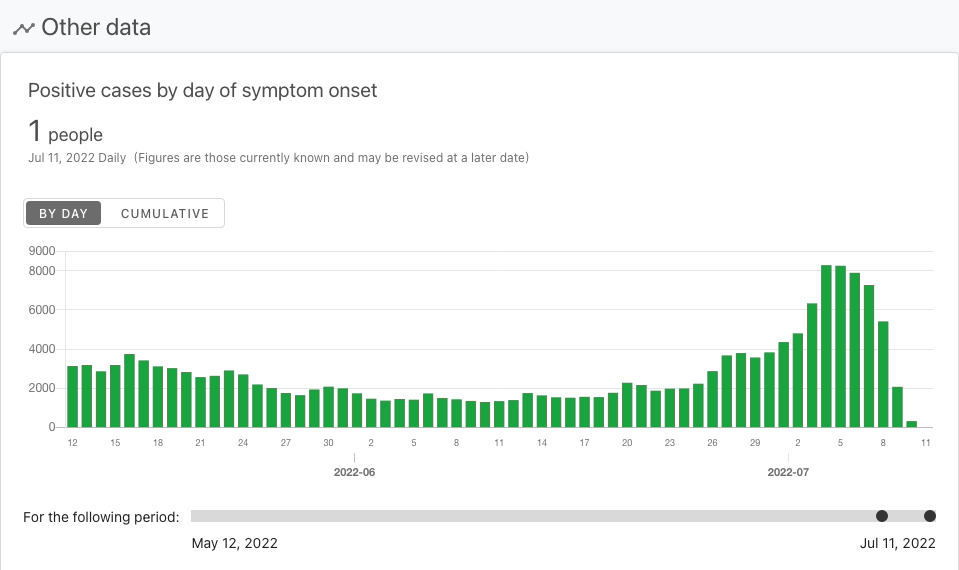 Other data
Positive cases by day of symptom onset
1 people
Jul 11, 2022 Daily (Figures are those currently known and may be revised at a later date)
BY DAY CUMULATIVE
9000
8000
6000
4000
2000
0
12 15 18 21 24 27 30 2 5 8 11 14 17 20 23 26 29 2 5 8 11
2022-06 2022-07
For the following period:
May 12, 2022 Jul 11, 2022